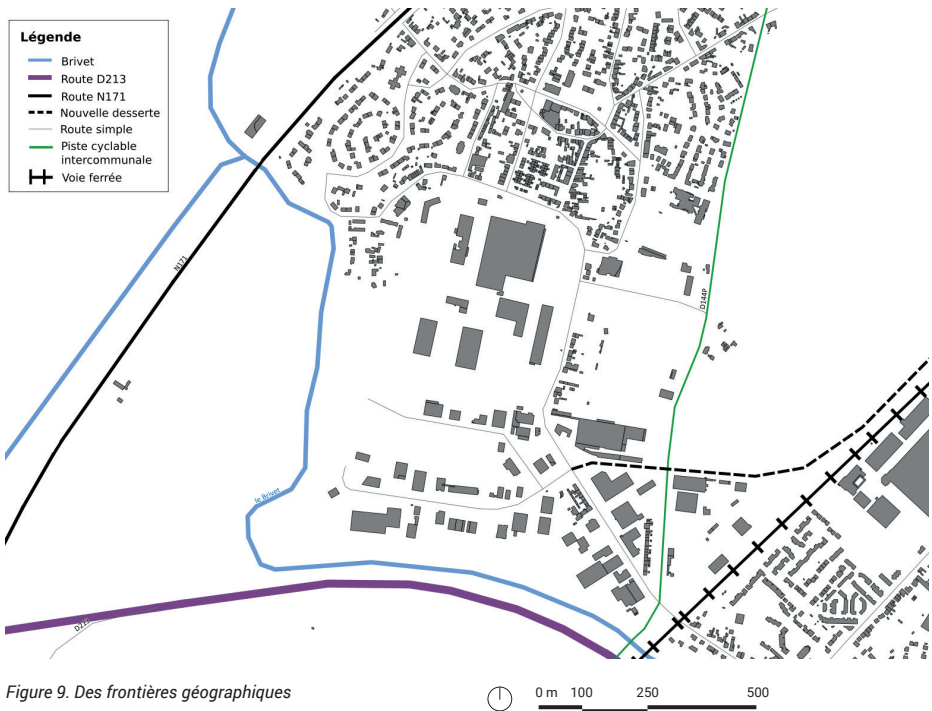 Légende
Brivet
Route D213
Route N171
Nouvelle desserte
Route simple
Piste cyclable
intercommunale
Voie ferrée
N171
D144P
le Brivet
Figure 9. Des frontières géographiques
0 m 100 250 500